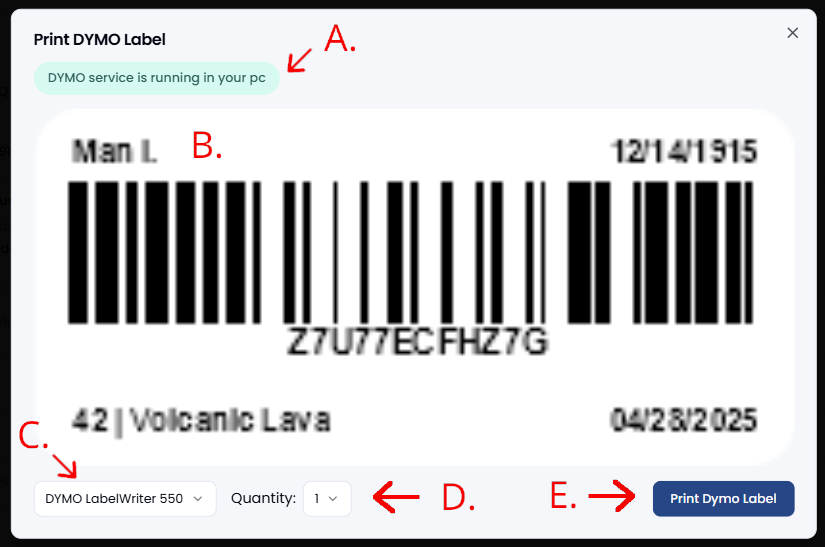 Print DYMO Label
A.
DYMO service is running in your pc
Man I. B. 12/14/1915
Z7U77ECFHZ7G
42 | Volcanic Lava 04/28/2025
C.
DYMO LabelWriter 550 Quantity: 1 D. E. Print Dymo Label